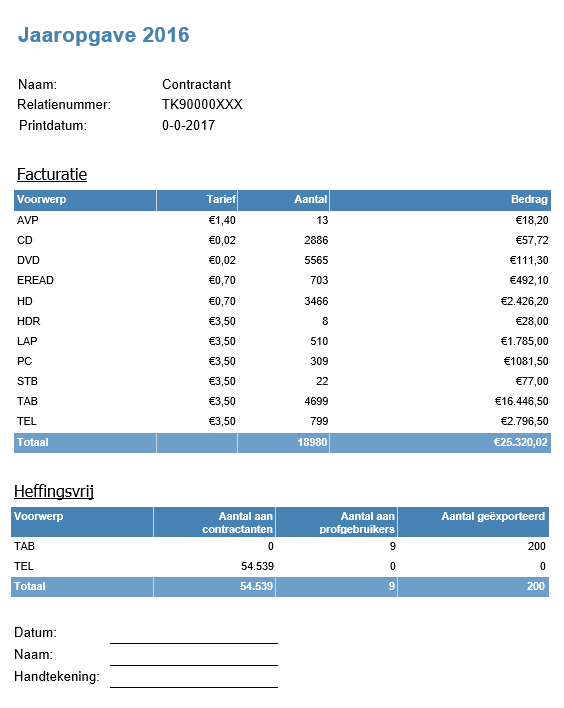 Jaaropgave 2016
Naam: Contractant
Relatienummer: TK90000XXX
Printdatum: 0-0-2017
Facturatie
Voorwerp Tarief Aantal Bedrag
AVP €1,40 13 €18,20
CD €0,02 2886 €57,72
DVD €0,02 5565 €111,30
EREAD €0,70 703 €492,10
HD €0,70 3466 €2.426,20
HDR €3,50 8 €28,00
LAP €3,50 510 €1.785,00
PC €3,50 309 €1081,50
STB €3,50 22 €77,00
TAB €3,50 4699 €16.446,50
TEL €3,50 799 €2.796,50
Totaal 18980 €25.320,02
Heffingsvrij
Voorwerp Aantal aan contractanten Aantal aan profgebruikers Aantal geëxporteerd
TAB 0 9 200
TEL 54.539 0 0
Totaal 54.539 9 200
Datum:
Naam:
Handtekening: